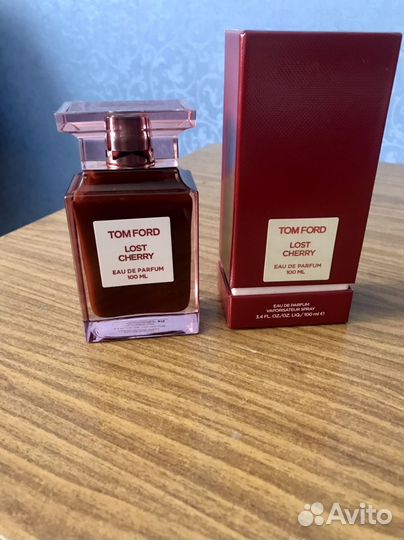 TOM FORD
LOST
CHERRY
EAU DE PARFUM
100 ML
TOM FORD
LOST
CHERRY
EAU DE PARFUM
100 ML
EAU DE PARFUM
VAPORISATEUR SPRAY
3.4 FL. OZ./OZ. LIQ./ 100 ml ℮
Avito